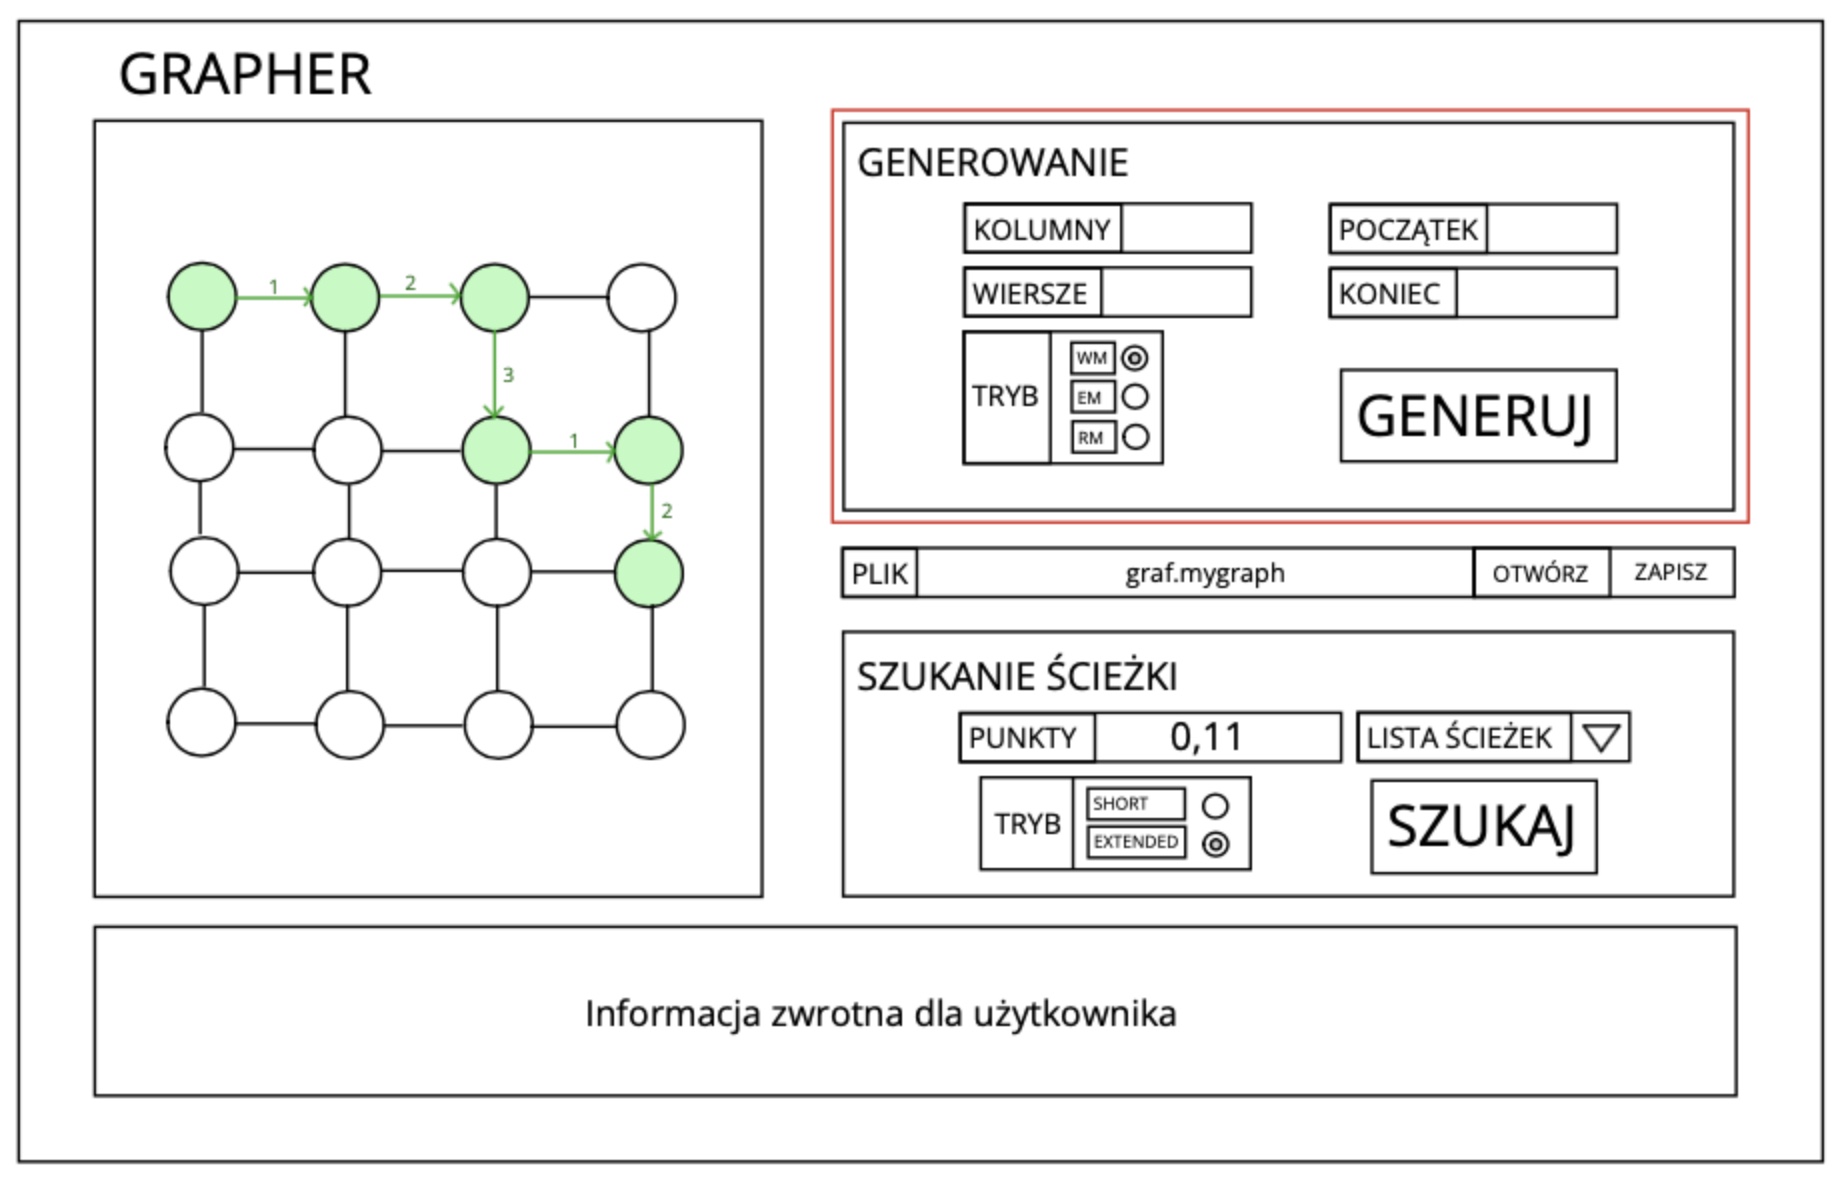 GRAPHER
1
2
3
1
2
GENEROWANIE
KOLUMNY
POCZĄTEK
WIERSZE
KONIEC
TRYB
WM
EM
RM
GENERUJ
PLIK graf.mygraph OTWÓRZ ZAPISZ
SZUKANIE ŚCIEŻKI
PUNKTY 0,11
LISTA ŚCIEŻEK
TRYB
SHORT
EXTENDED
SZUKAJ
Informacja zwrotna dla użytkownika